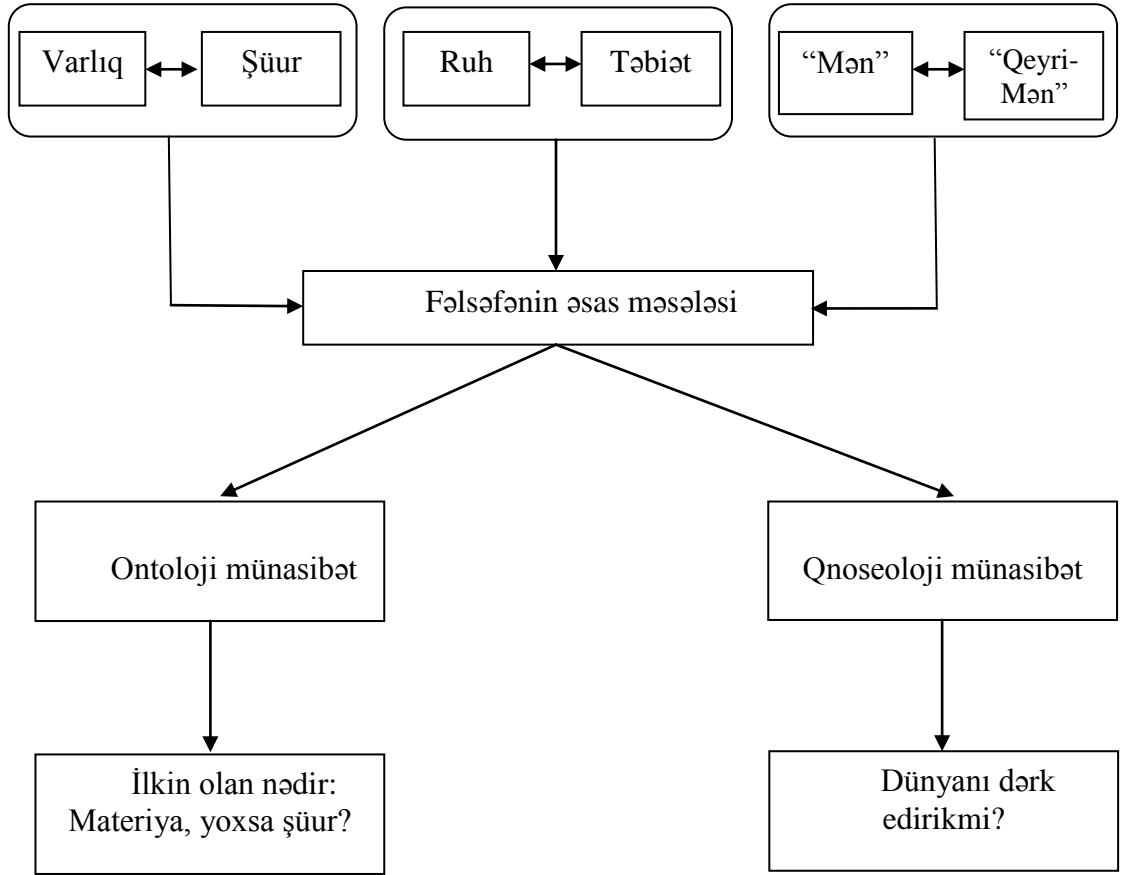 Varlıq
Şüur
Ruh
Təbiət
“Mən”
“Qeyri-
Mən”
Fəlsəfənin əsas məsələsi
Ontoloji münasibət
Qnoseoloji münasibət
İlkin olan nədir:
Materiya, yoxsa şüur?
Dünyanı dərk
edirikmi?